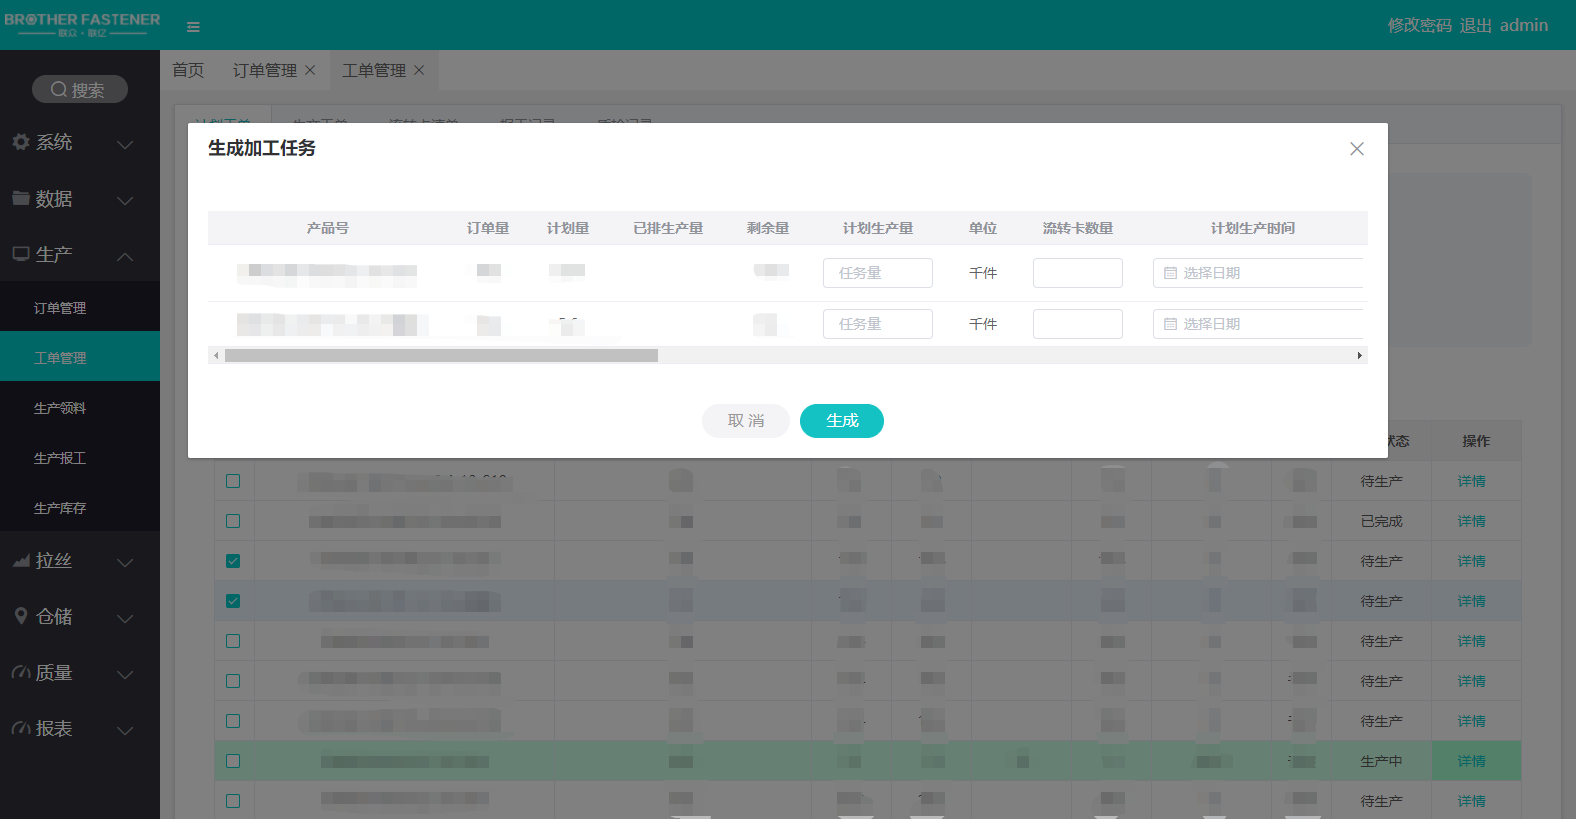 BROTHER FASTENER
联众·联亿
修改密码 退出 admin
首页 订单管理 工单管理
搜索
系统
数据
生产
订单管理
工单管理
生产领料
生产报工
生产库存
拉丝
仓储
质量
报表
生成加工任务
产品号 订单量 计划量 已排生产量 剩余量 计划生产量 单位 流转卡数量 计划生产时间
任务量 千件 选择日期
任务量 千件 选择日期
取消 生成
状态 操作
待生产 详情
已完成 详情
待生产 详情
待生产 详情
待生产 详情
待生产 详情
待生产 详情
生产中 详情
待生产 详情